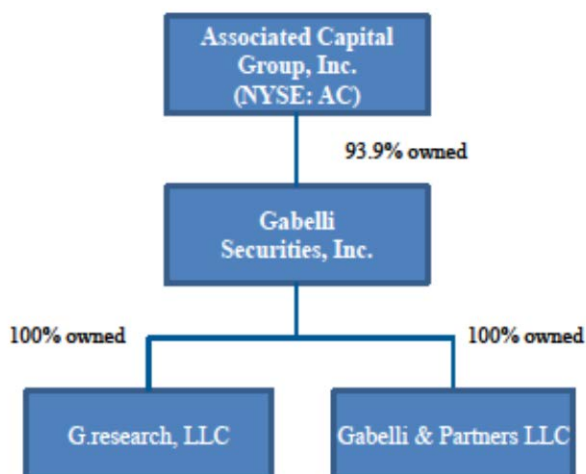 Associated Capital
Group, Inc.
(NYSE: AC)
93.9% owned
Gabelli
Securities, Inc.
100% owned
100% owned
G.research, LLC
Gabelli & Partners LLC